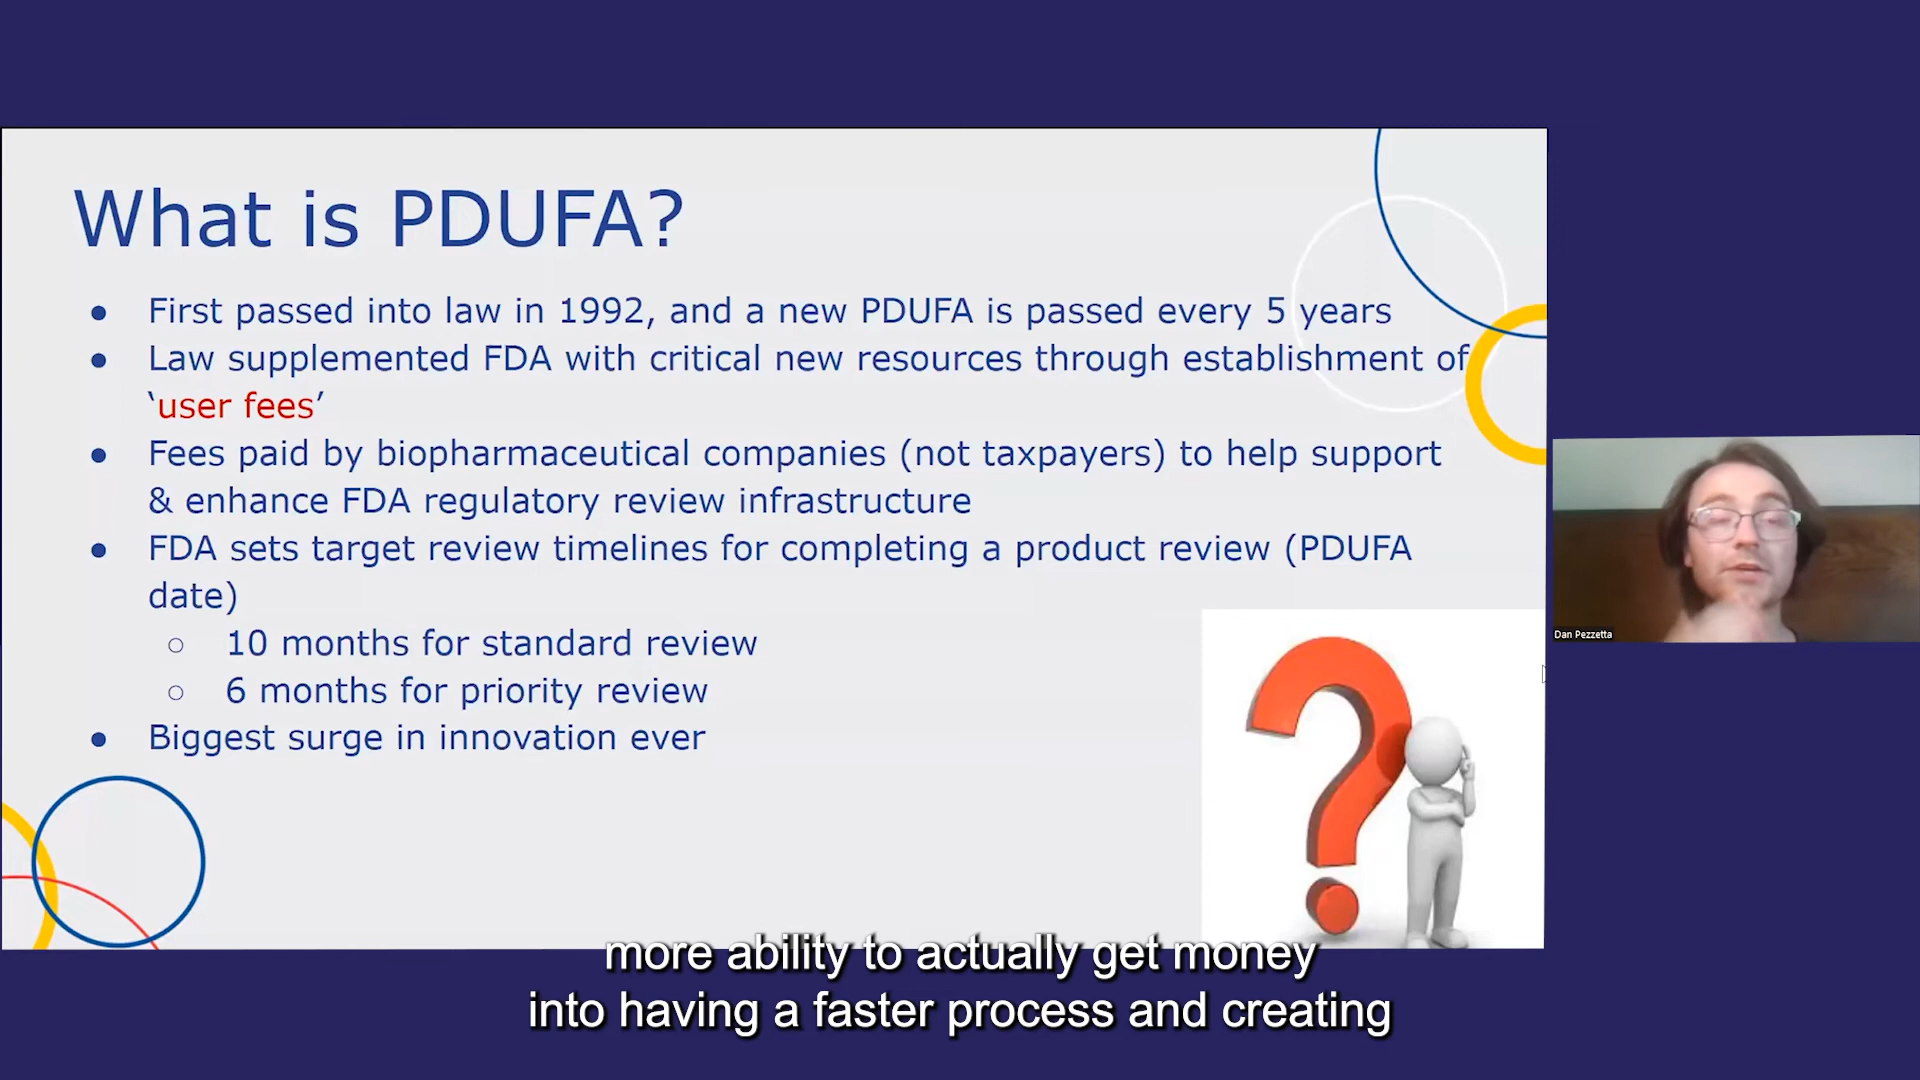 What is PDUFA?
● First passed into law in 1992, and a new PDUFA is passed every 5 years
● Law supplemented FDA with critical new resources through establishment of
‘user fees’
● Fees paid by biopharmaceutical companies (not taxpayers) to help support
& enhance FDA regulatory review infrastructure
● FDA sets target review timelines for completing a product review (PDUFA
date)
○ 10 months for standard review
○ 6 months for priority review
● Biggest surge in innovation ever
Dan Pezzetta
more ability to actually get money
into having a faster process and creating